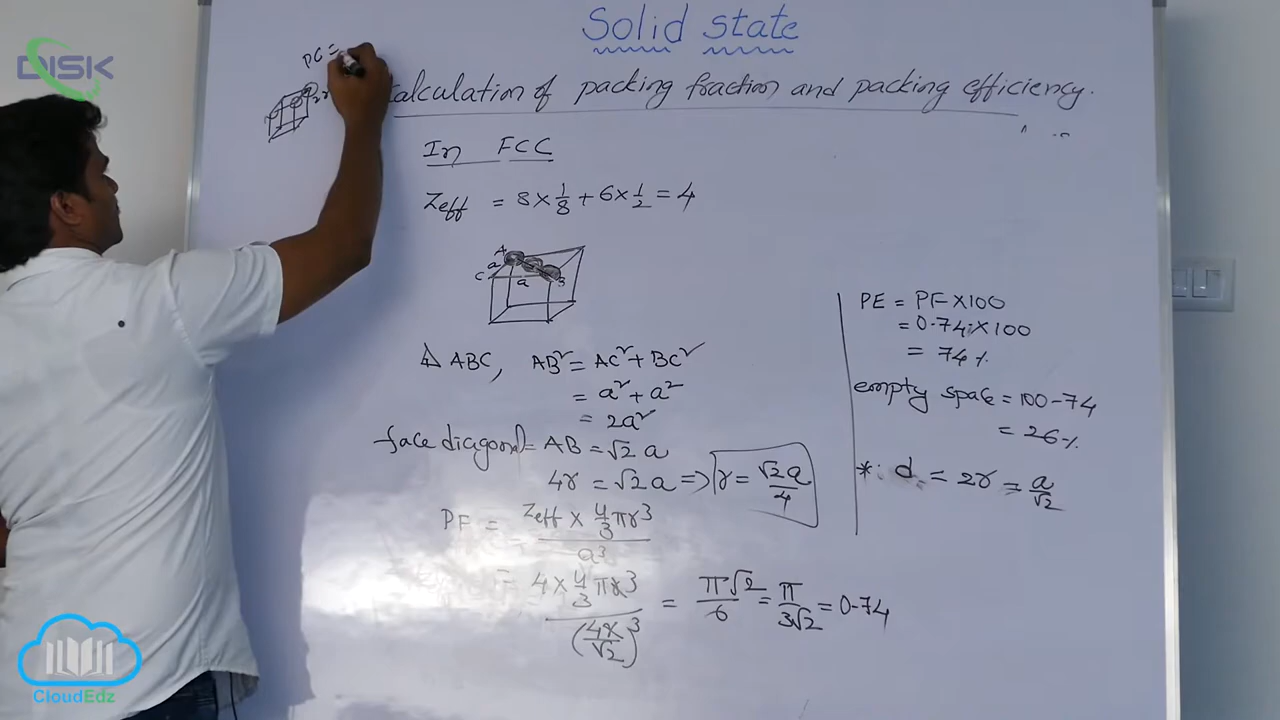 Solid state
DISK
PC =
Calculation of packing fraction and packing efficiency.
In FCC
Zeff = 8 × 1/8 + 6 × 1/2 = 4
A
a
C
a
B
△ ABC, AB² = AC² + BC²
= a² + a²
= 2a²
face diagonal = AB = √2 a
4r = √2 a => r = √2 a/4
PF = Zeff × 4/3 πr³ / a³
= 4 × 4/3 πr³ / (4r/√2)³ = π√2/6 = π/3√2 = 0.74
PE = PF × 100
= 0.74 × 100
= 74 %
empty space = 100 - 74
= 26 %
*: d = 2r = a/√2
CloudEdz